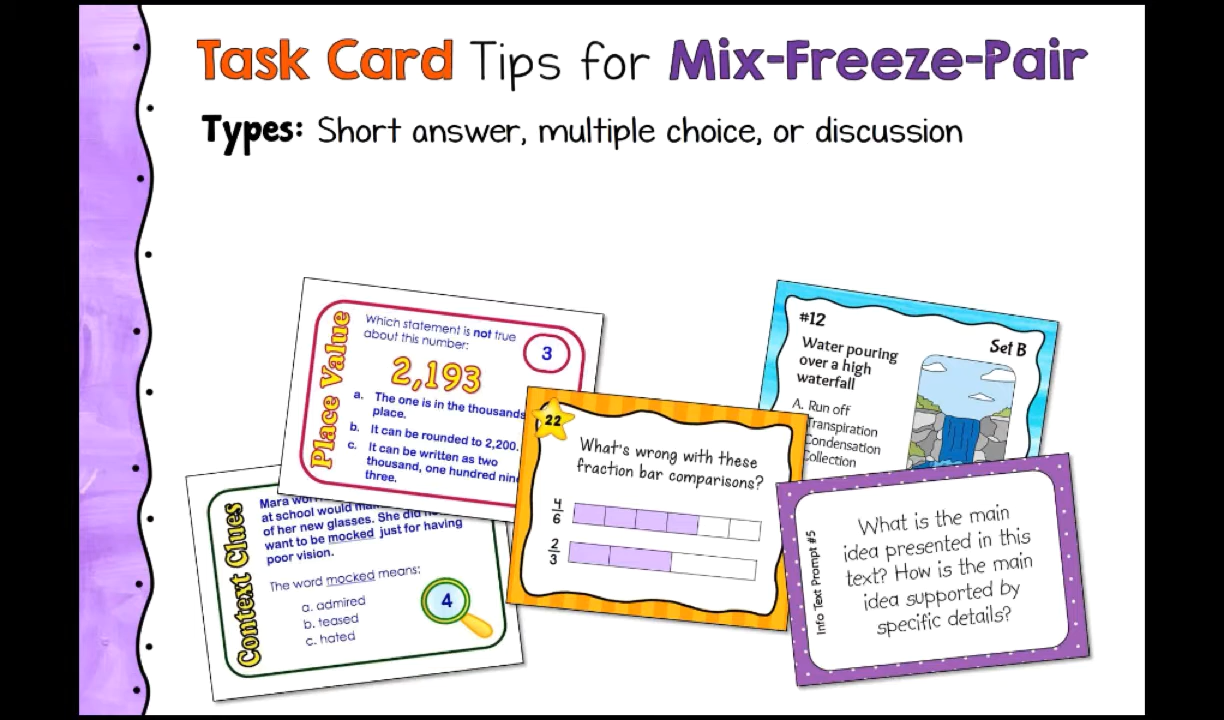 Task Card Tips for Mix-Freeze-Pair
Types: Short answer, multiple choice, or discussion
Place Value
Which statement is not true
about this number:
3
2,193
a. The one is in the thousands
place.
b. It can be rounded to 2,200.
c. It can be written as two
thousand, one hundred
three.
#12
Set B
Water pouring
over a high
waterfall
A. Run off
Transpiration
Condensation
Collection
22
What's wrong with these
fraction bar comparisons?
4
6
2
3
Context Clues
Mara
at school would
of her new glasses. She did
want to be mocked just for having
poor vision.
The word mocked means:
a. admired
b. teased
c. hated
4
Info Text Prompt #5
What is the main
idea presented in this
text? How is the main
idea supported by
specific details?